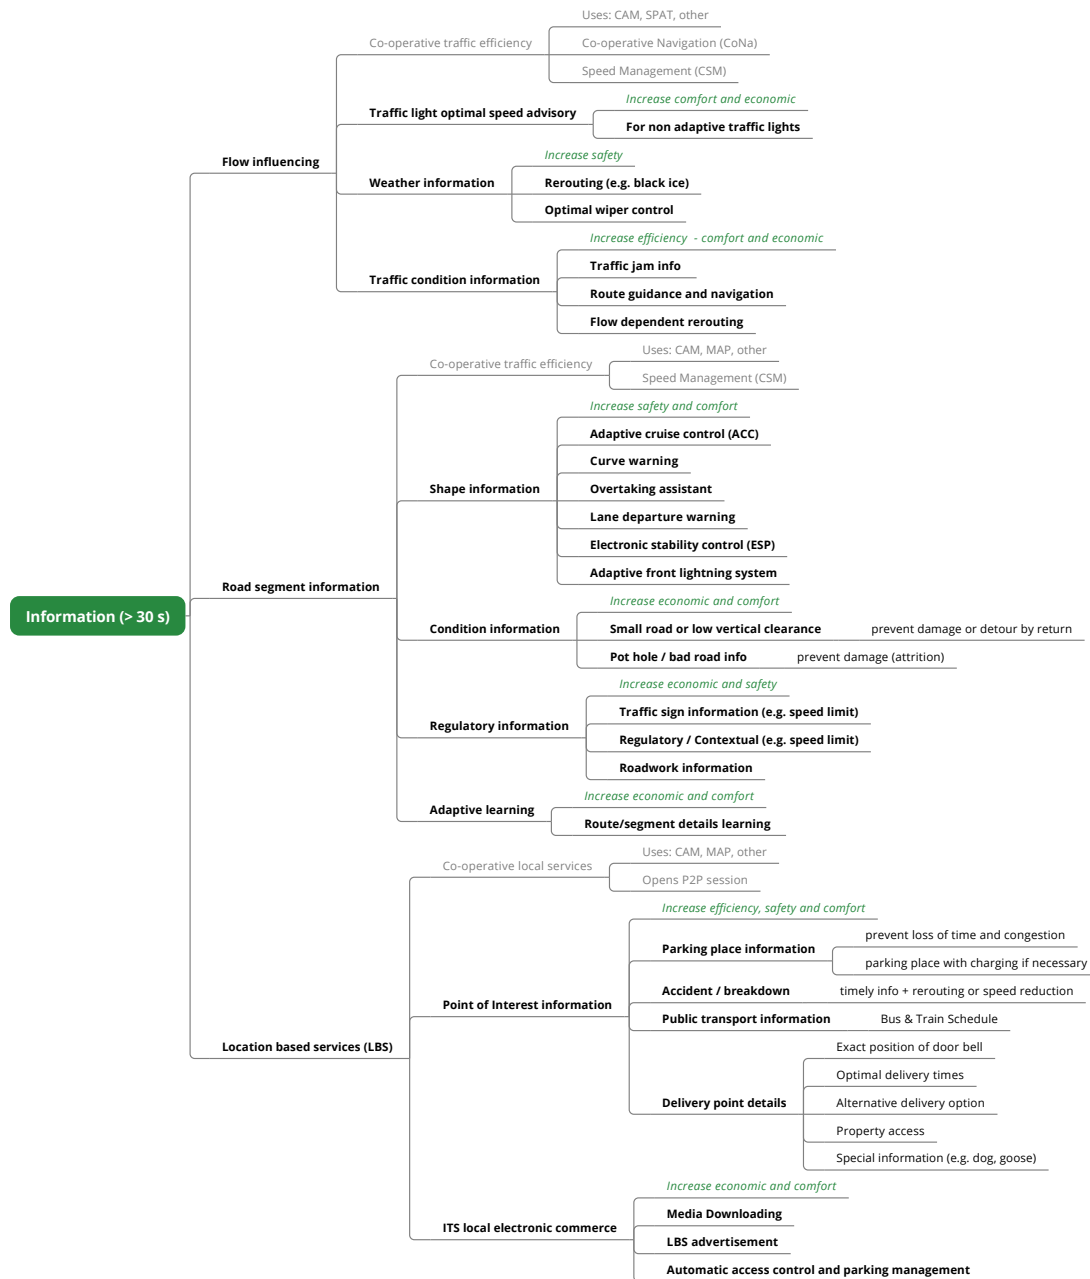 Information (> 30 s)
Flow influencing
Co-operative traffic efficiency
Uses: CAM, SPAT, other
Co-operative Navigation (CoNa)
Speed Management (CSM)
Traffic light optimal speed advisory
Increase comfort and economic
For non adaptive traffic lights
Weather information
Increase safety
Rerouting (e.g. black ice)
Optimal wiper control
Traffic condition information
Increase efficiency - comfort and economic
Traffic jam info
Route guidance and navigation
Flow dependent rerouting
Road segment information
Co-operative traffic efficiency
Uses: CAM, MAP, other
Speed Management (CSM)
Shape information
Increase safety and comfort
Adaptive cruise control (ACC)
Curve warning
Overtaking assistant
Lane departure warning
Electronic stability control (ESP)
Adaptive front lightning system
Condition information
Increase economic and comfort
Small road or low vertical clearance
prevent damage or detour by return
Pot hole / bad road info
prevent damage (attrition)
Regulatory information
Increase economic and safety
Traffic sign information (e.g. speed limit)
Regulatory / Contextual (e.g. speed limit)
Roadwork information
Adaptive learning
Increase economic and comfort
Route/segment details learning
Location based services (LBS)
Co-operative local services
Uses: CAM, MAP, other
Opens P2P session
Point of Interest information
Increase efficiency, safety and comfort
Parking place information
prevent loss of time and congestion
parking place with charging if necessary
Accident / breakdown
timely info + rerouting or speed reduction
Public transport information
Bus & Train Schedule
Delivery point details
Exact position of door bell
Optimal delivery times
Alternative delivery option
Property access
Special information (e.g. dog, goose)
ITS local electronic commerce
Increase economic and comfort
Media Downloading
LBS advertisement
Automatic access control and parking management